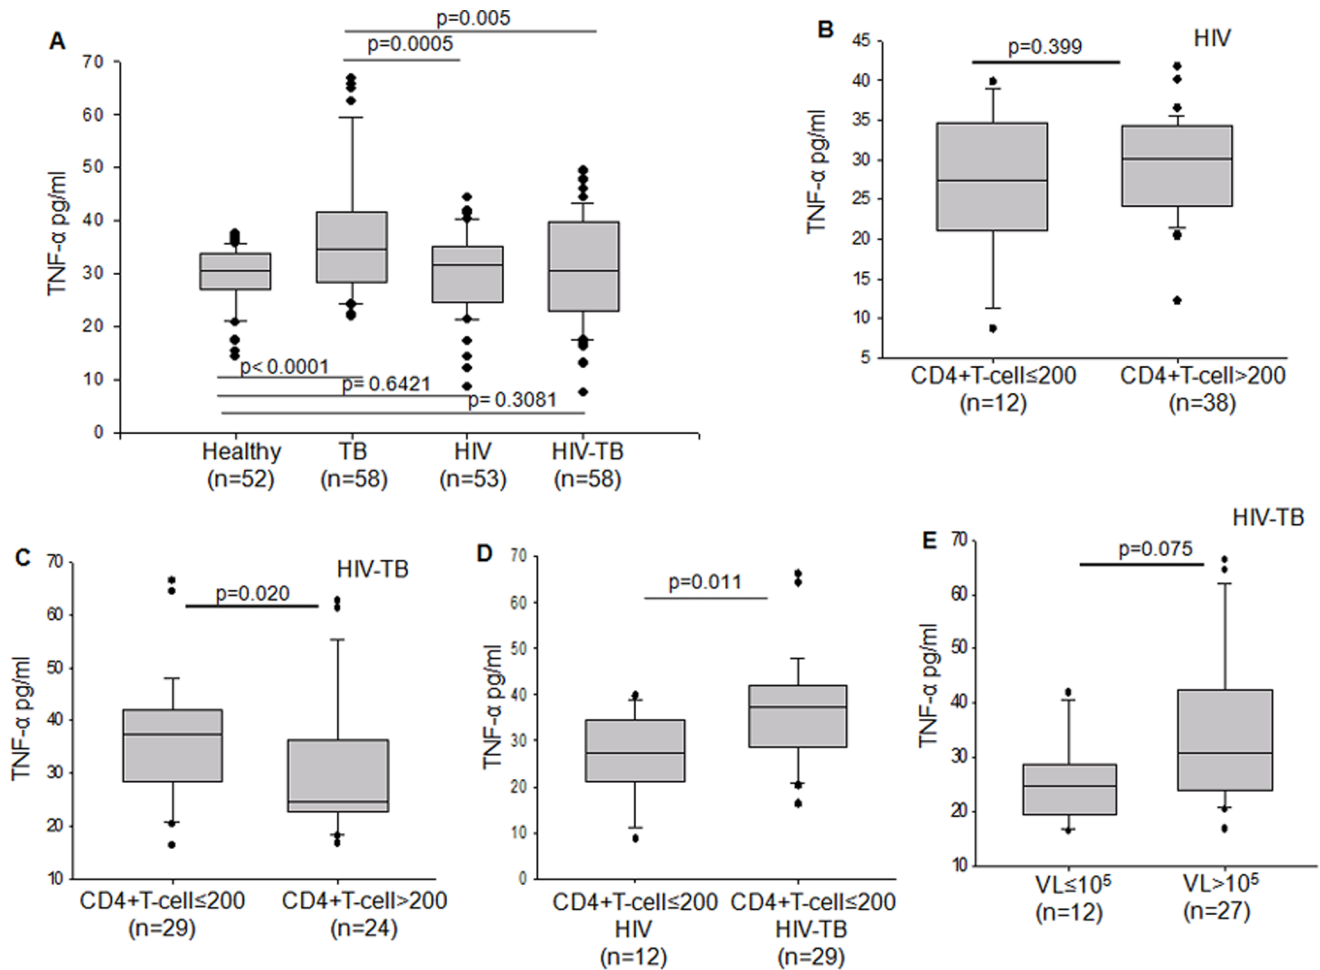 A
p=0.005
p=0.0005
TNF-α pg/ml
70
60
50
40
30
20
10
0
p<0.0001
p=0.6421
p=0.3081
Healthy TB HIV HIV-TB
(n=52) (n=58) (n=53) (n=58)
B
HIV
p=0.399
TNF-α pg/ml
45
40
35
30
25
20
15
10
5
CD4+T-cell≤200 CD4+T-cell>200
(n=12) (n=38)
C
HIV-TB
p=0.020
TNF-α pg/ml
70
60
50
40
30
20
10
CD4+T-cell≤200 CD4+T-cell>200
(n=29) (n=24)
D
p=0.011
TNF-α pg/ml
70
60
50
40
30
20
10
0
CD4+T-cell≤200 CD4+T-cell≤200
HIV HIV-TB
(n=12) (n=29)
HIV-TB
E
p=0.075
TNF-α pg/ml
70
60
50
40
30
20
10
VL≤10⁵ VL>10⁵
(n=12) (n=27)